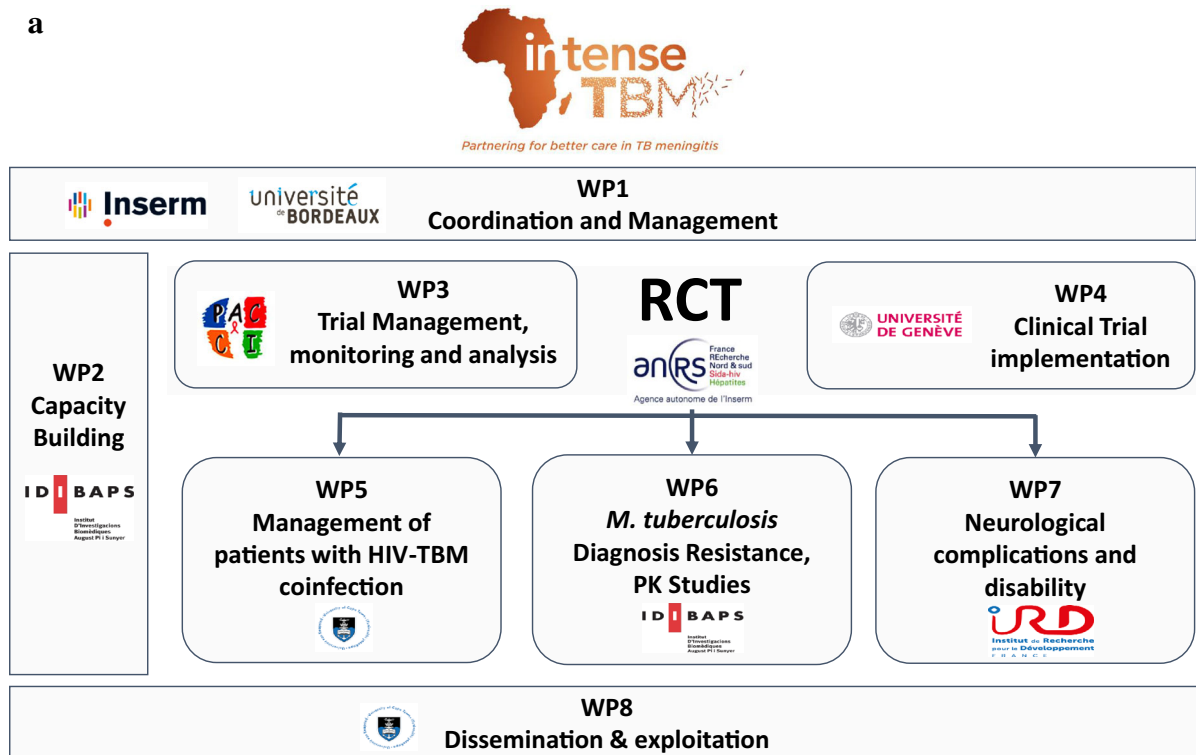 a
intense
TBM
Partnering for better care in TB meningitis
Inserm
université
de BORDEAUX
WP1
Coordination and Management
WP2
Capacity
Building
IDIBAPS
Institut
D'Investigacions
Biomèdiques
August Pi i Sunyer
PAC
CI
WP3
Trial Management,
monitoring and analysis
RCT
anRS
France
REcherche
Nord & sud
Sida-hiv
Hépatites
Agence autonome de l'Inserm
UNIVERSITÉ
DE GENÈVE
WP4
Clinical Trial
implementation
WP5
Management of
patients with HIV-TBM
coinfection
WP6
M. tuberculosis
Diagnosis Resistance,
PK Studies
IDIBAPS
Institut
D'Investigacions
Biomèdiques
August Pi i Sunyer
WP7
Neurological
complications and
disability
IRD
Institut de Recherche
pour le Développement
FRANCE
WP8
Dissemination & exploitation